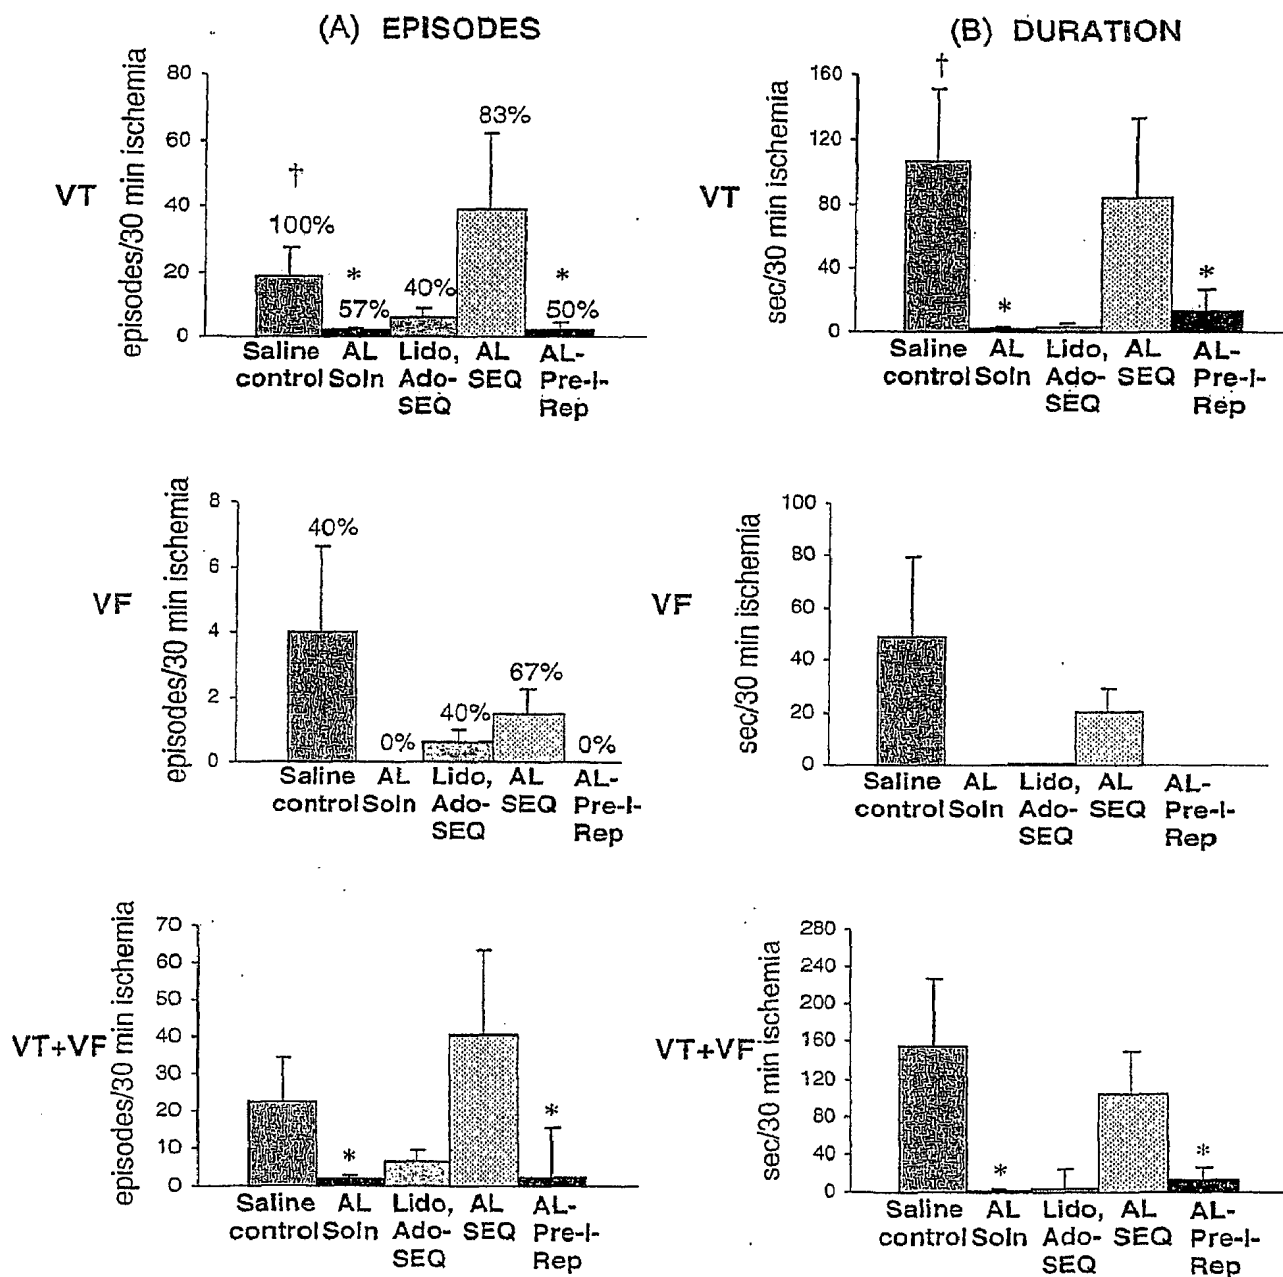 (A) EPISODES
(B) DURATION
VT
episodes/30 min ischemia
80
60
40
20
0
†
100%
*
57%
40%
83%
*
50%
Saline AL Lido, AL AL-
control Soln Ado- SEQ Pre-I-
SEQ Rep
VT
sec/30 min ischemia
160
120
80
40
0
†
*
*
Saline AL Lido, AL AL-
control Soln Ado- SEQ Pre-I-
SEQ Rep
VF
episodes/30 min ischemia
8
6
4
2
0
40%
0%
40%
67%
0%
Saline AL Lido, AL AL-
control Soln Ado- SEQ Pre-I-
SEQ Rep
VF
sec/30 min ischemia
100
80
60
40
20
0
Saline AL Lido, AL AL-
control Soln Ado- SEQ Pre-I-
SEQ Rep
VT+VF
episodes/30 min ischemia
70
60
50
40
30
20
10
0
*
*
Saline AL Lido, AL AL-
control Soln Ado- SEQ Pre-I-
SEQ Rep
VT+VF
sec/30 min ischemia
280
240
200
160
120
80
40
0
*
*
Saline AL Lido, AL AL-
control Soln Ado- SEQ Pre-I-
SEQ Rep